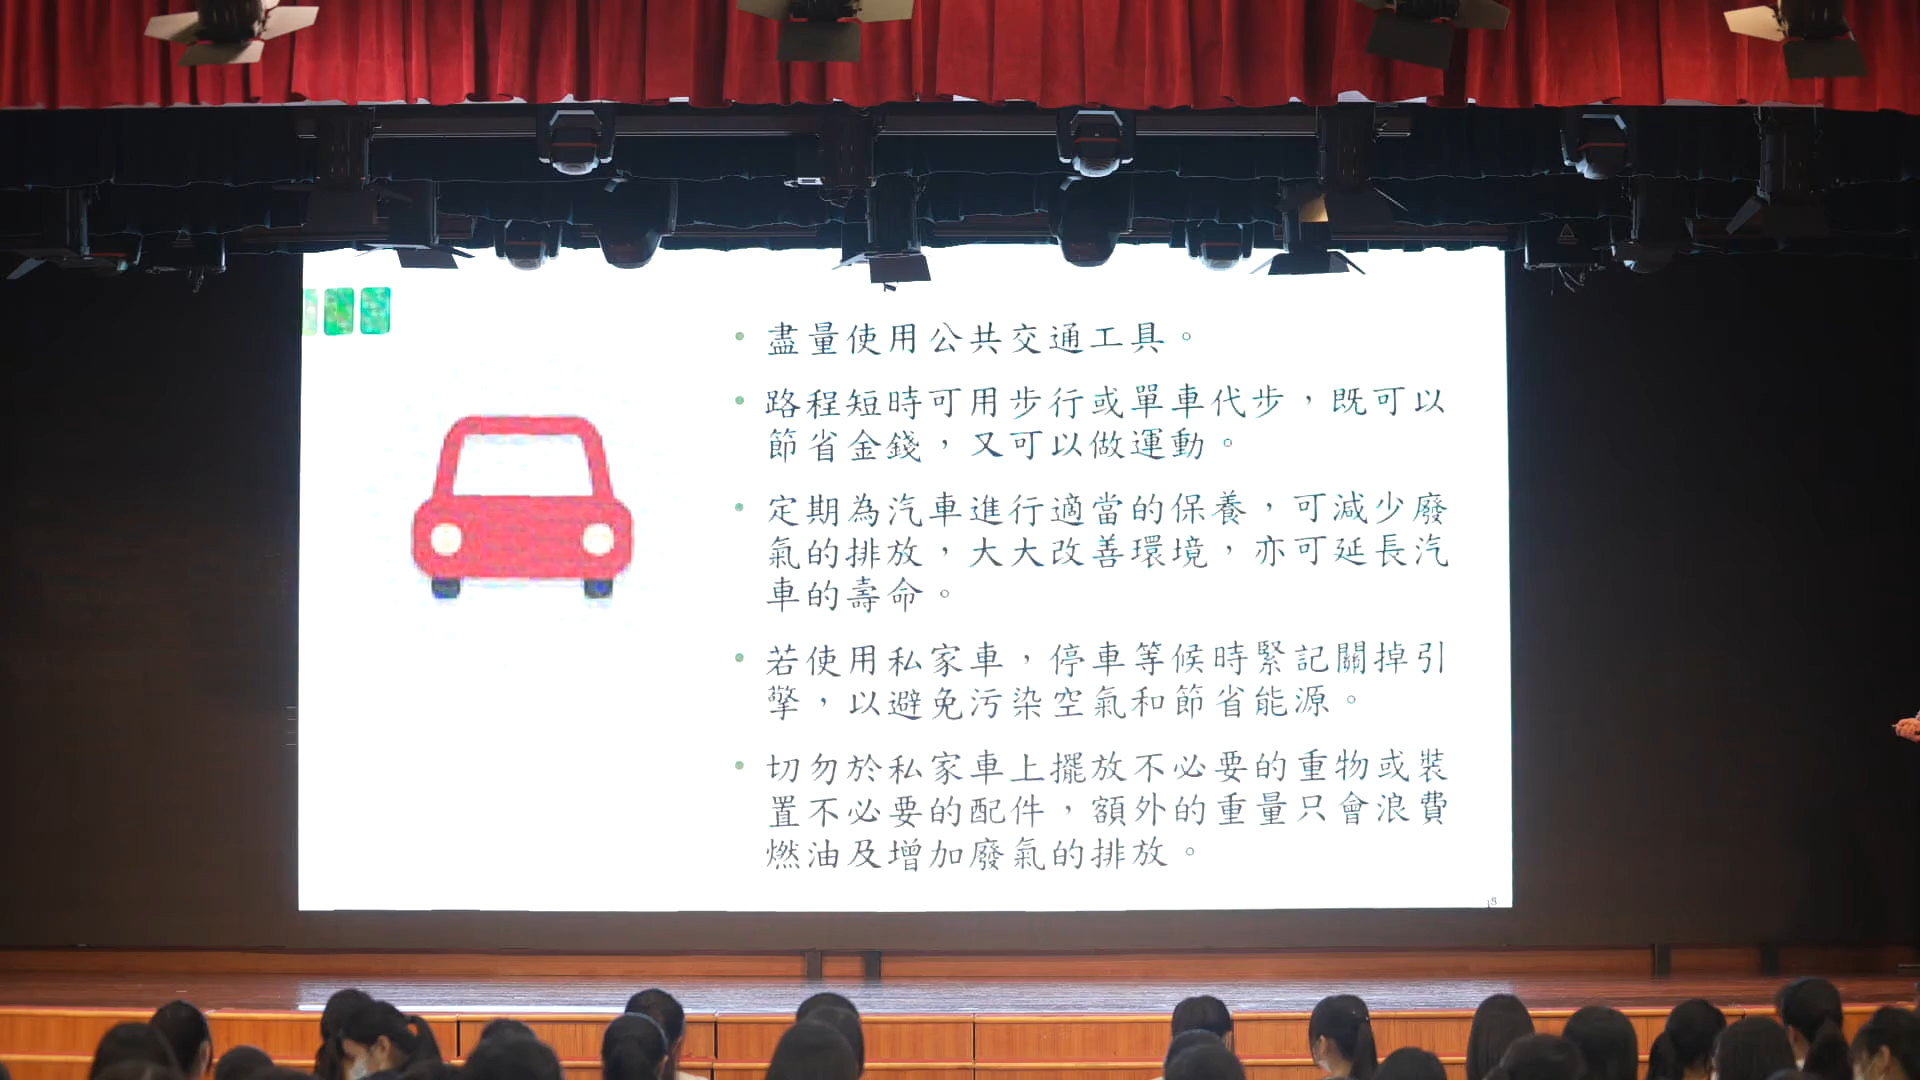 盡量使用公共交通工具。
路程短時可用步行或單車代步，既可以
節省金錢，又可以做運動。
定期為汽車進行適當的保養，可減少廢
氣的排放，大大改善環境，亦可延長汽
車的壽命。
若使用私家車，停車等候時緊記關掉引
擎，以避免污染空氣和節省能源。
切勿於私家車上擺放不必要的重物或裝
置不必要的配件，額外的重量只會浪費
燃油及增加廢氣的排放。
18